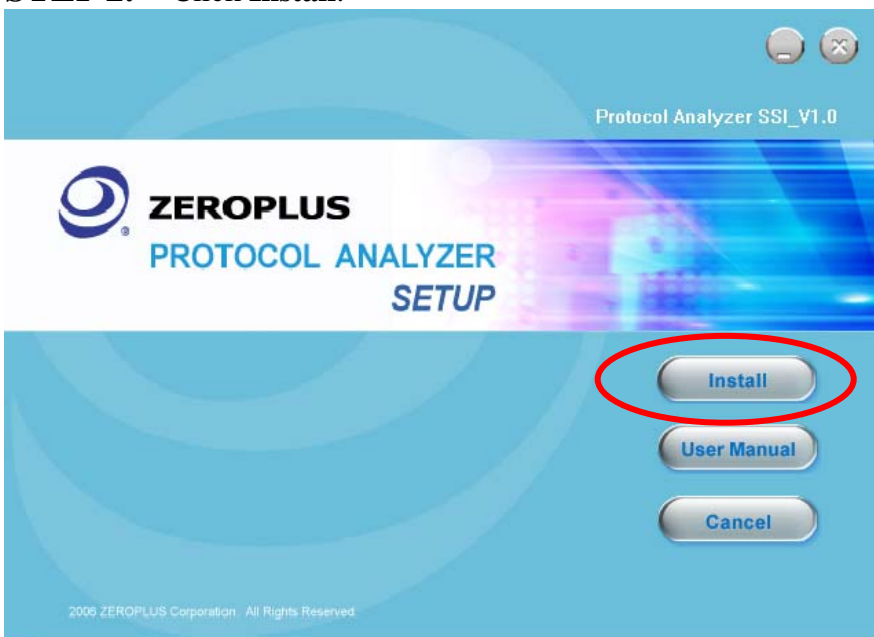 Protocol Analyzer SSI_V1.0
ZEROPLUS
PROTOCOL ANALYZER
SETUP
Install
User Manual
Cancel
2006 ZEROPLUS Corporation. All Rights Reserved.